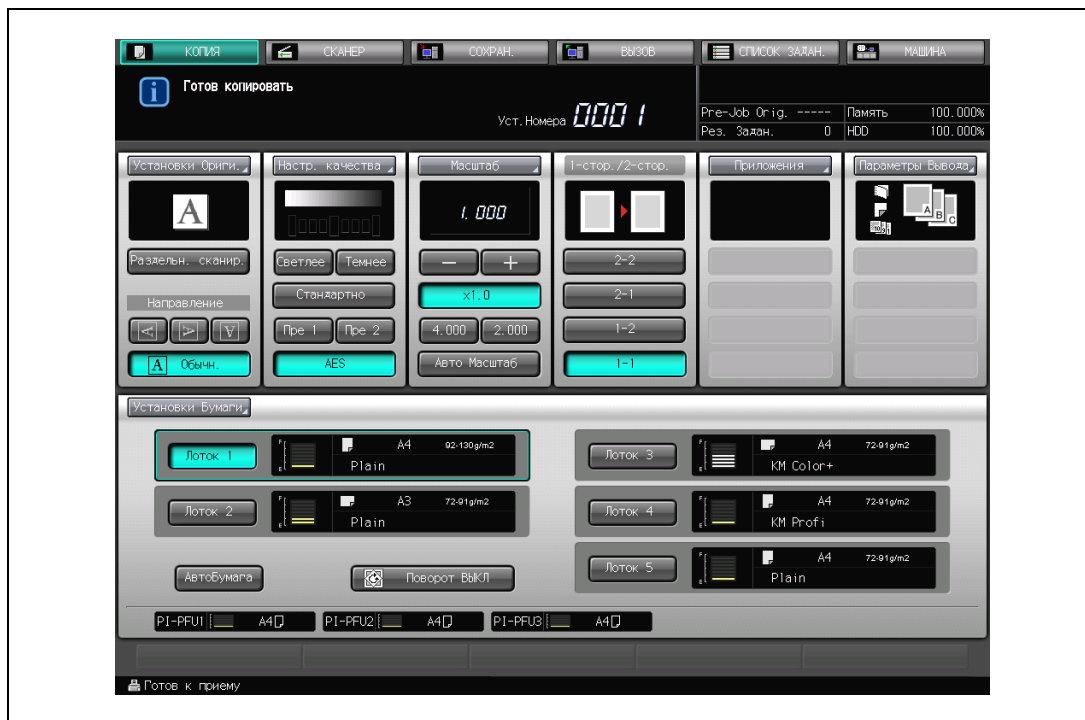 КОПИЯ СКАНЕР СОХРАН. ВЫЗОВ СПИСОК ЗАДАН. МАШИНА
Готов копировать
Уст.Номера 0001
Pre-Job Orig. ----- Память 100.000%
Рез. Задан. 0 HDD 100.000%
Установки Ориги. Настр. качества Масштаб 1-стор./2-стор. Приложения Параметры Вывода
A 1.000 A B C
Раздельн. сканир. Светлее Темнее − + 2-2
Направление Стандартно x1.0 2-1
A A A Пре 1 Пре 2 4.000 2.000 1-2
A Обычн. AES Авто Масштаб 1-1
Установки Бумаги
Лоток 1 F E A4 92-130g/m2 Plain
Лоток 2 F E A3 72-91g/m2 Plain
Лоток 3 F E A4 72-91g/m2 KM Color+
Лоток 4 F E A4 72-91g/m2 KM Profi
Лоток 5 F E A4 72-91g/m2 Plain
АвтоБумага Поворот ВЫКЛ
PI-PFU1 A4 PI-PFU2 A4 PI-PFU3 A4
Готов к приему